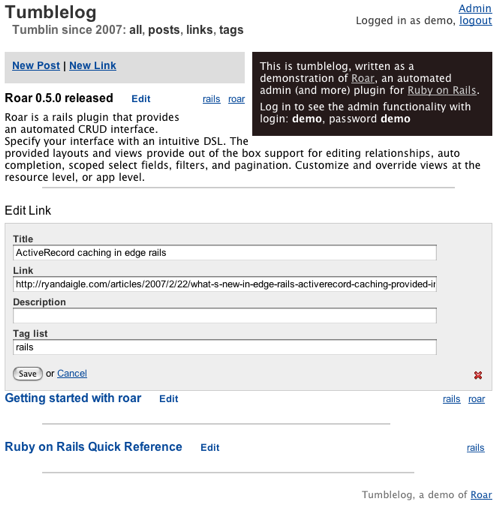 Tumblelog
Admin
Logged in as demo, logout
Tumblin since 2007: all, posts, links, tags
New Post | New Link
This is tumblelog, written as a
demonstration of Roar, an automated
admin (and more) plugin for
Ruby on Rails.
Log in to see the admin functionality with
login: demo, password demo
Roar 0.5.0 released Edit rails roar
Roar is a rails plugin that provides
an automated CRUD interface.
Specify your interface with an intuitive DSL. The
provided layouts and views provide out of the box support for editing relationships, auto
completion, scoped select fields, filters, and pagination. Customize and override views at the
resource level, or app level.
Edit Link
Title
ActiveRecord caching in edge rails
Link
http://ryandaigle.com/articles/2007/2/22/what-s-new-in-edge-rails-activerecord-caching-provided-in
Description
Tag list
rails
Save or Cancel
Getting started with roar Edit rails roar
Ruby on Rails Quick Reference Edit rails
Tumblelog, a demo of Roar